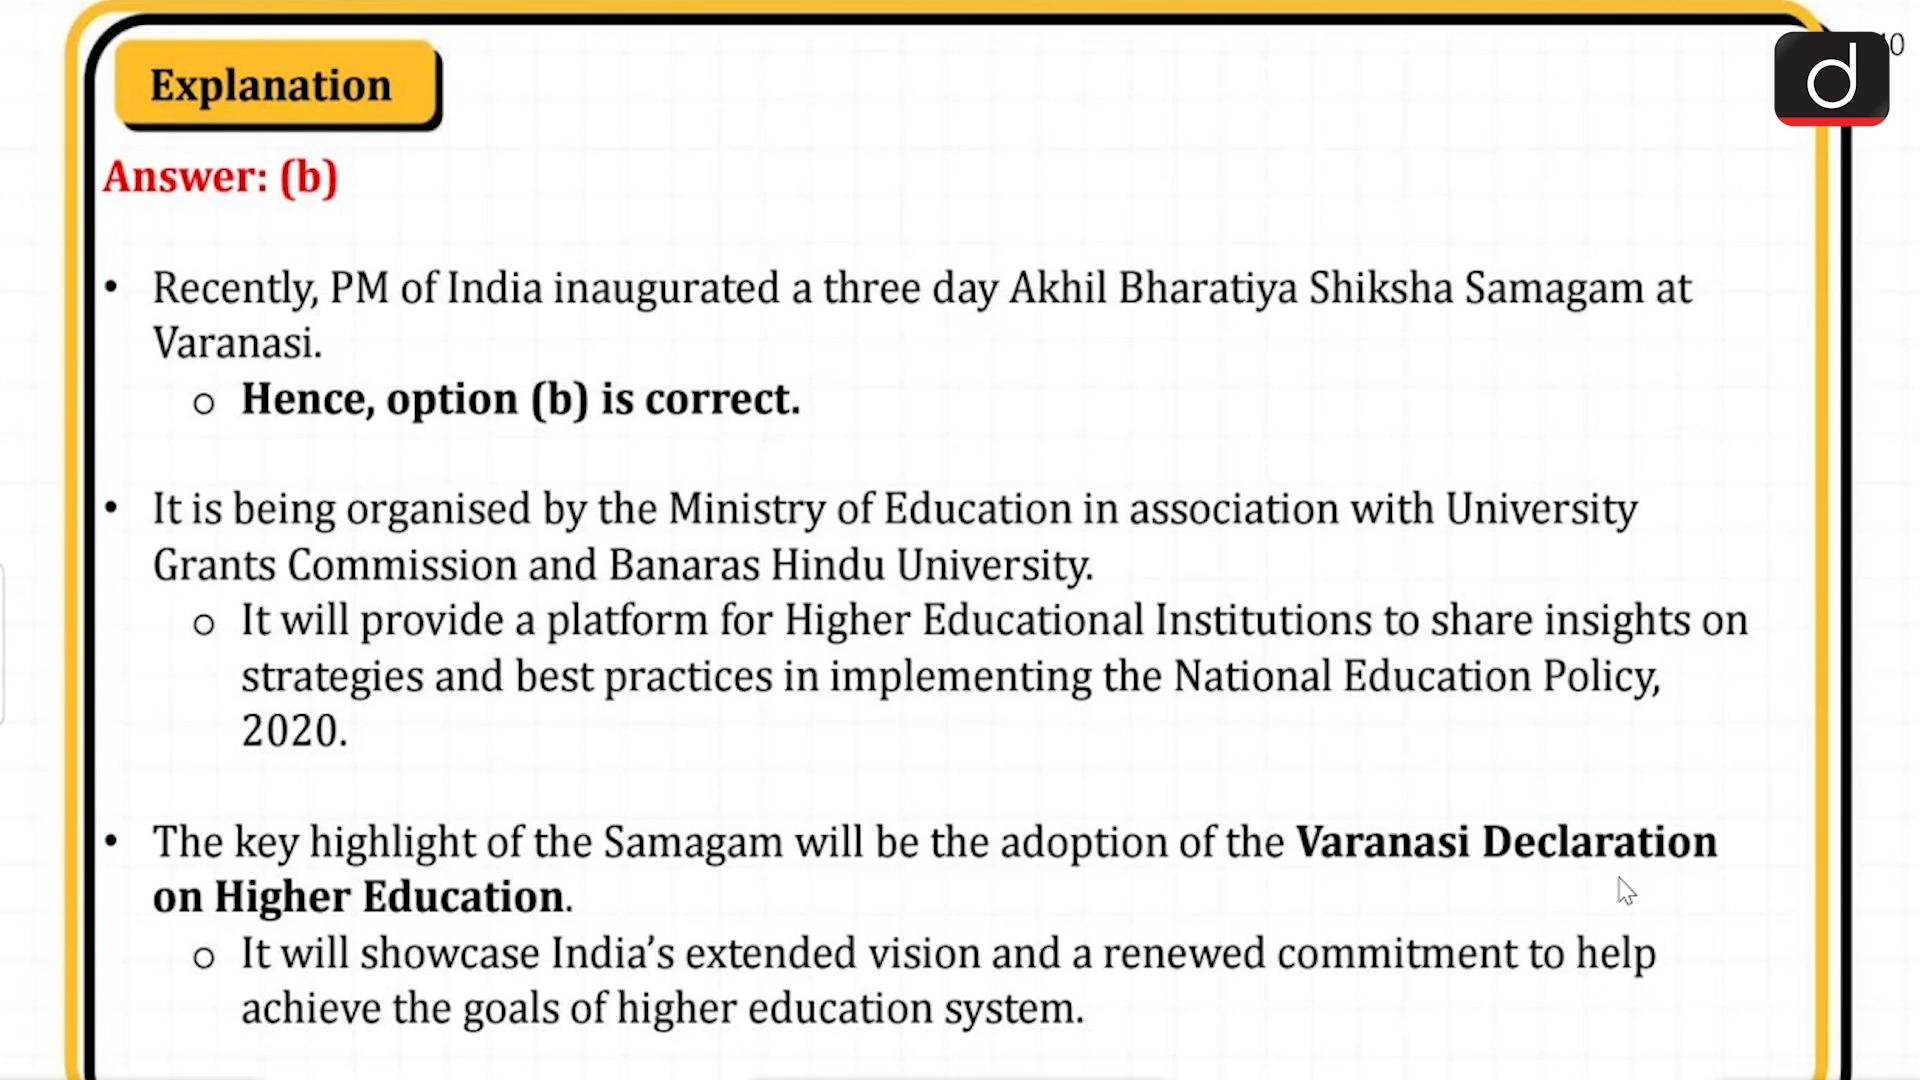 Explanation
Answer: (b)
• Recently, PM of India inaugurated a three day Akhil Bharatiya Shiksha Samagam at
Varanasi.
o Hence, option (b) is correct.
• It is being organised by the Ministry of Education in association with University
Grants Commission and Banaras Hindu University.
o It will provide a platform for Higher Educational Institutions to share insights on
strategies and best practices in implementing the National Education Policy,
2020.
• The key highlight of the Samagam will be the adoption of the Varanasi Declaration
on Higher Education.
o It will showcase India’s extended vision and a renewed commitment to help
achieve the goals of higher education system.